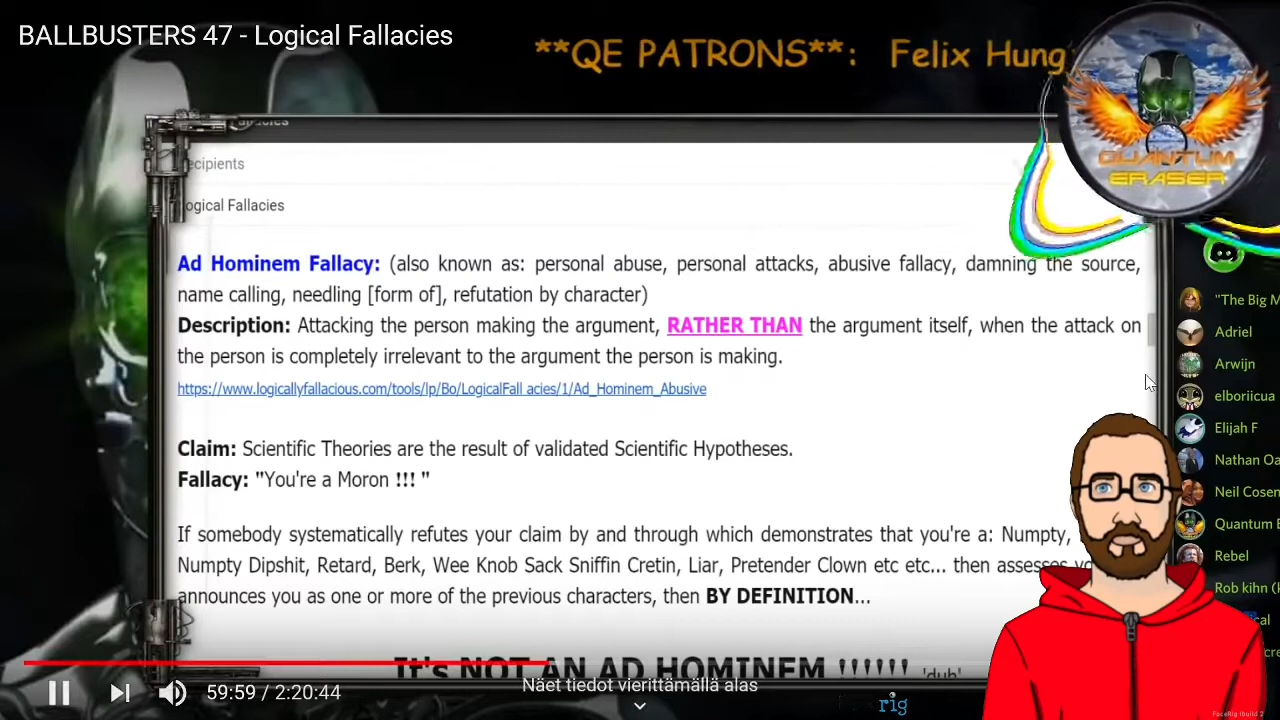 BALLBUSTERS 47 - Logical Fallacies
**QE PATRONS**: Felix Hung
QUANTUM
ERASER
ecipients
ogical Fallacies
Ad Hominem Fallacy: (also known as: personal abuse, personal attacks, abusive fallacy, damning the source,
name calling, needling [form of], refutation by character)
Description: Attacking the person making the argument, RATHER THAN the argument itself, when the attack on
the person is completely irrelevant to the argument the person is making.
https://www.logicallyfallacious.com/tools/lp/Bo/LogicalFall acies/1/Ad_Hominem_Abusive
Claim: Scientific Theories are the result of validated Scientific Hypotheses.
Fallacy: "You're a Moron !!! "
If somebody systematically refutes your claim by and through which demonstrates that you're a: Numpty,
Numpty Dipshit, Retard, Berk, Wee Knob Sack Sniffin Cretin, Liar, Pretender Clown etc etc... then assesses
announces you as one or more of the previous characters, then BY DEFINITION...
It's NOT AN AD HOMINEM !!!!!! 'duh'
"The Big M
Adriel
Arwijn
elboriicua
Elijah F
Nathan Oa
Neil Cosen
Quantum E
Rebel
Rob kihn (
59:59 / 2:20:44
Näet tiedot vierittämällä alas
rig
FaceRig